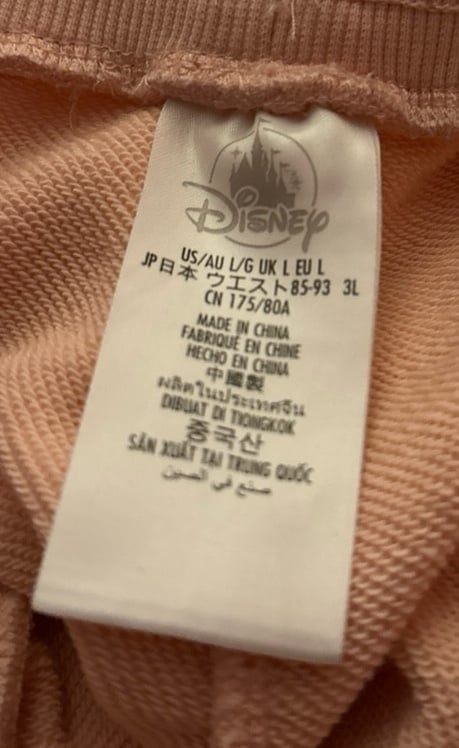 Disney
US/AU L/G UK L EU L
JP日本 ウエスト85-93 3L
CN 175/80A
MADE IN CHINA
FABRIQUÉ EN CHINE
HECHO EN CHINA
中國製
ผลิตในประเทศจีน
DIBUAT DI TIONGKOK
중국산
SẢN XUẤT TẠI TRUNG QUỐC
صنع في الصين